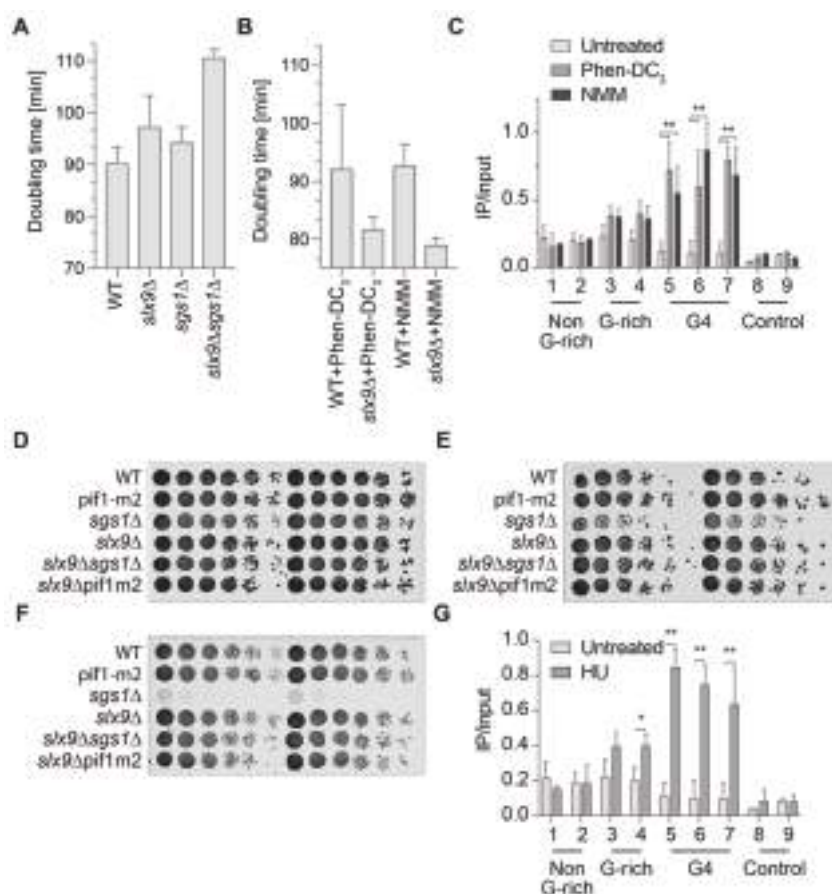 A
Doubling time [min]
110
100
90
80
70
WT
slx9Δ
sgs1Δ
slx9Δsgs1Δ
B
Doubling time [min]
100
90
80
WT+Phen-DC3
slx9Δ+Phen-DC3
WT+NMM
slx9Δ+NMM
C
Untreated
Phen-DC3
NMM
IP/Input
1.0
0.5
0.0
** ** **
1 2 3 4 5 6 7 8 9
Non G-rich G4 Control
G-rich
D
WT
pif1-m2
sgs1Δ
slx9Δ
slx9Δsgs1Δ
slx9Δpif1m2
E
WT
pif1-m2
sgs1Δ
slx9Δ
slx9Δsgs1Δ
slx9Δpif1m2
F
WT
pif1-m2
sgs1Δ
slx9Δ
slx9Δsgs1Δ
slx9Δpif1m2
G
Untreated
HU
IP/Input
1.0
0.8
0.6
0.4
0.2
0.0
* ** ** **
1 2 3 4 5 6 7 8 9
Non G-rich G4 Control
G-rich